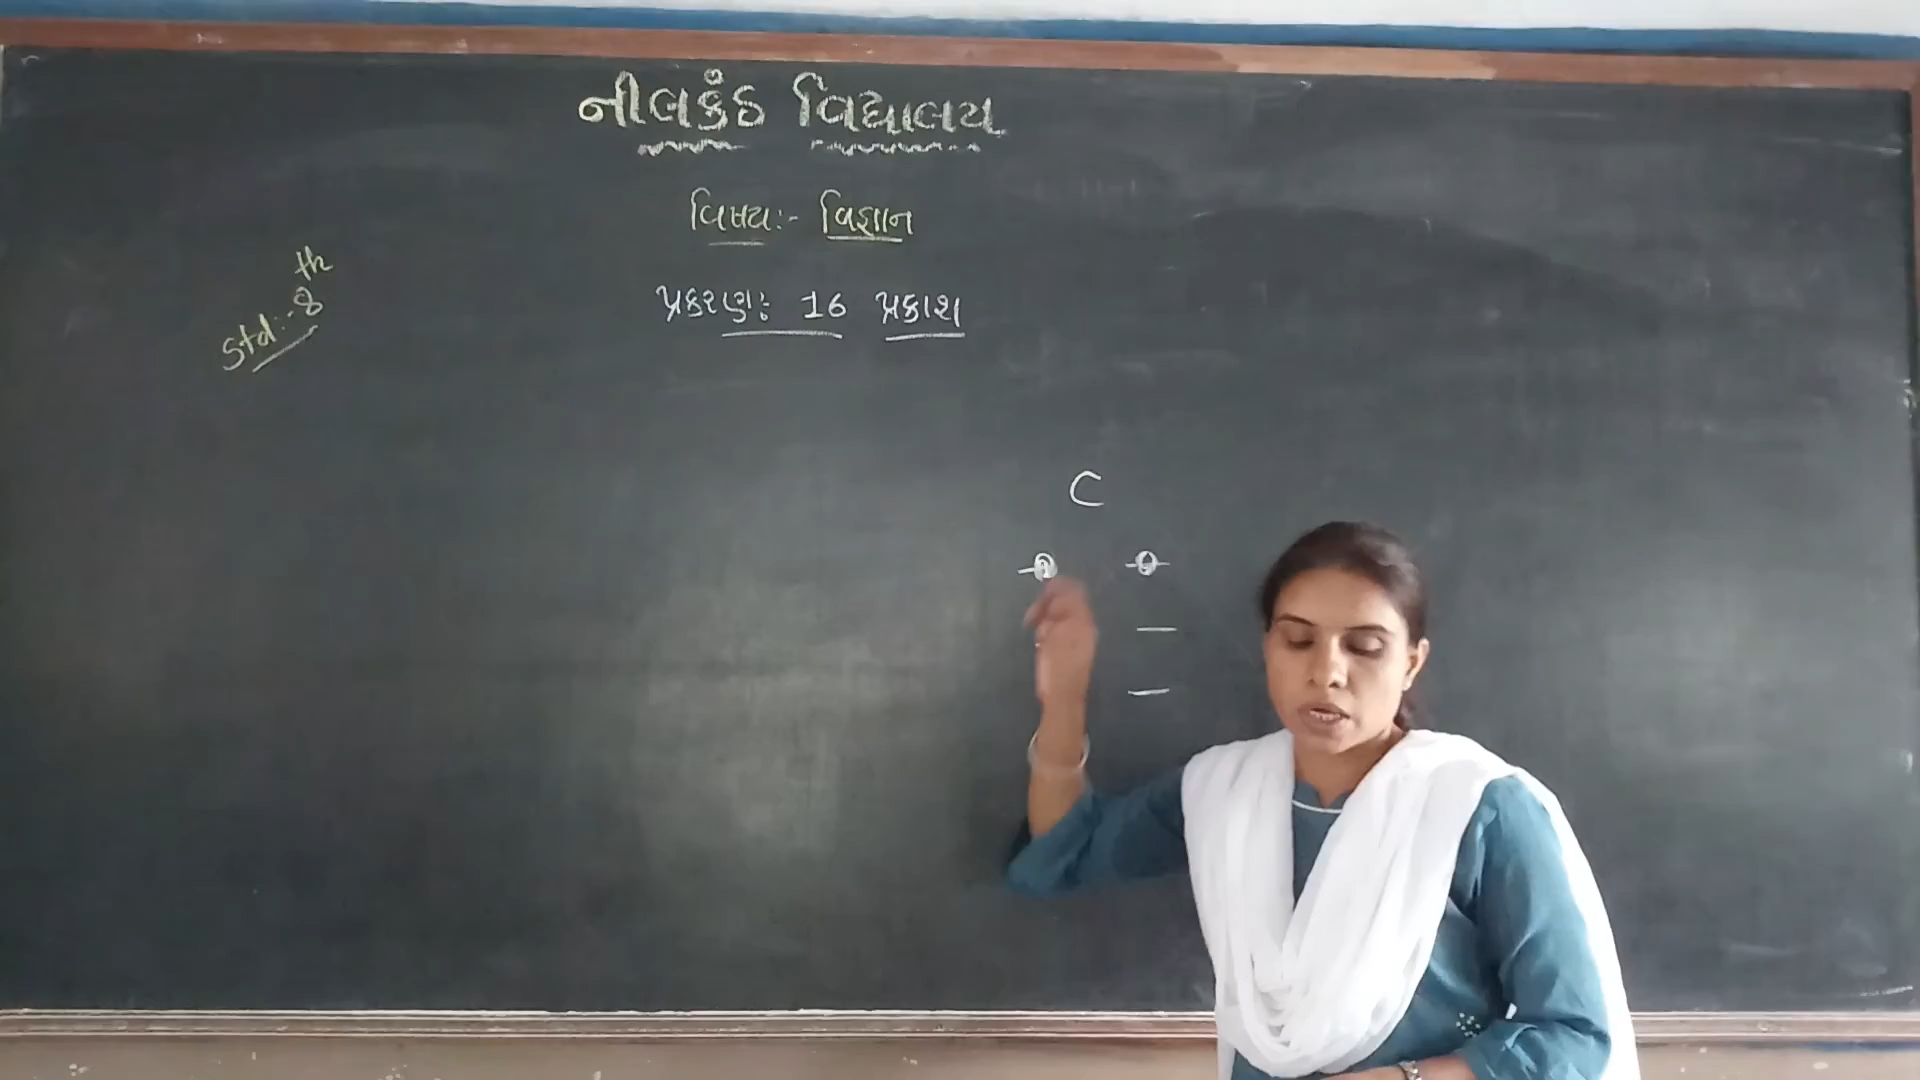 નીલકંઠ વિદ્યાલય
વિષય:- વિજ્ઞાન
Std:- 8th
પ્રકરણ: 16 પ્રકાશ
C